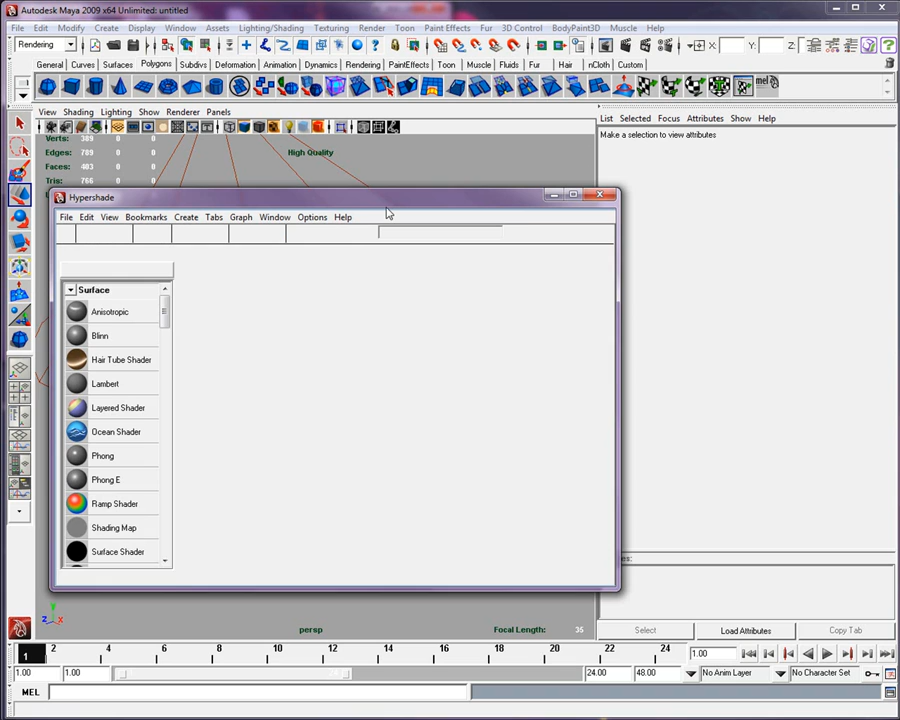 Autodesk Maya 2009 x64 Unlimited: untitled
File Edit Modify Create Display Window Assets Lighting/Shading Texturing Render Toon Paint Effects Fur 3D Control BodyPaint3D Muscle Help
Rendering X: Y: Z:
General Curves Surfaces Polygons Subdivs Deformation Animation Dynamics Rendering PaintEffects Toon Muscle Fluids Fur Hair nCloth Custom
mel
View Shading Lighting Show Renderer Panels
List Selected Focus Attributes Show Help
Make a selection to view attributes
Verts: 389 0 0
Edges: 789 0 0
Faces: 403 0 0
Tris: 766 0 0
High Quality
Hypershade
File Edit View Bookmarks Create Tabs Graph Window Options Help
Surface
Anisotropic
Blinn
Hair Tube Shader
Lambert
Layered Shader
Ocean Shader
Phong
Phong E
Ramp Shader
Shading Map
Surface Shader
es:
Y
Z X
persp
Focal Length: 35
Select Load Attributes Copy Tab
1 2 4 6 8 10 12 14 16 18 20 22 24
1.00
1.00 1.00 24.00 48.00 No Anim Layer No Character Set
MEL